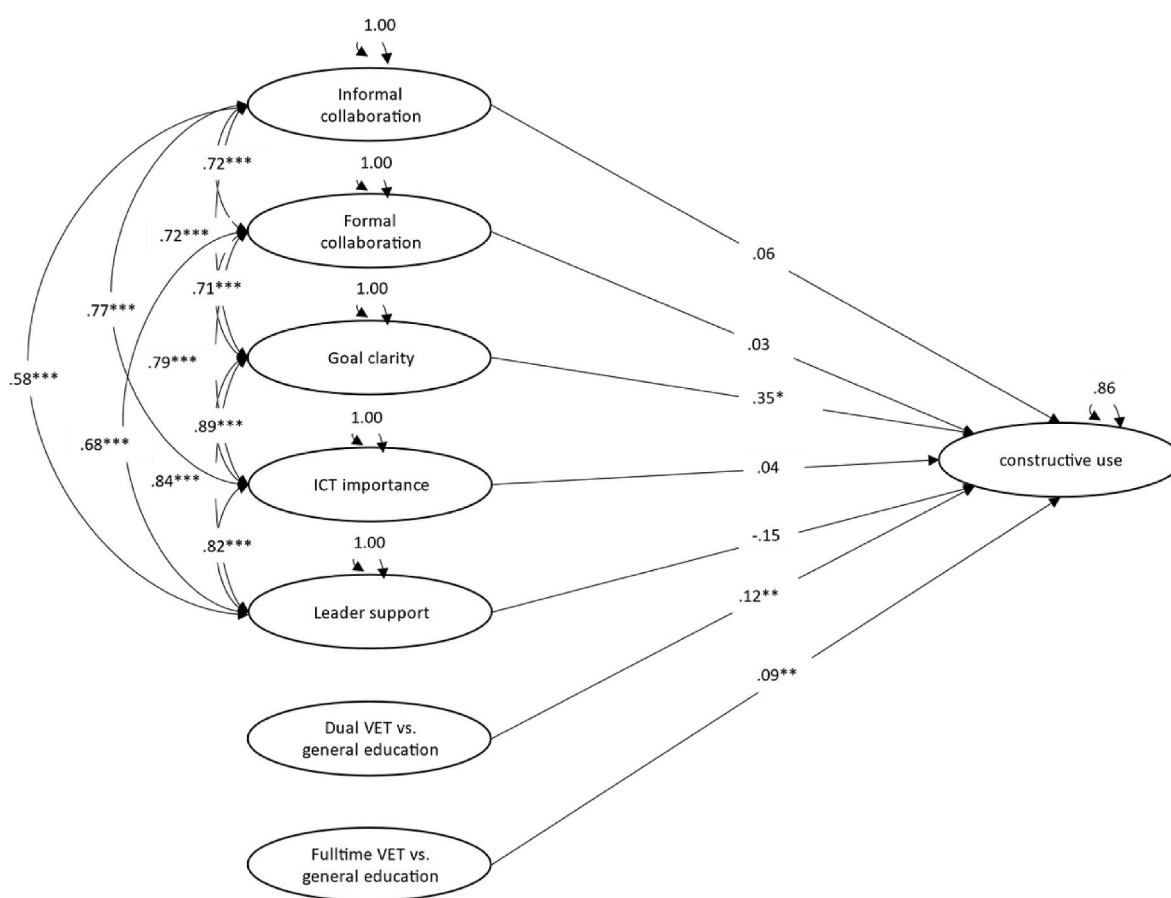 1.00
Informal
collaboration
.72***
1.00
.72***
Formal
collaboration
.06
.71***
1.00
.77***
.03
.79***
Goal clarity
.58***
.35*
.86
.89***
1.00
.68***
.04
constructive use
.84***
ICT importance
.82***
1.00
-.15
Leader support
.12**
.09**
Dual VET vs.
general education
Fulltime VET vs.
general education